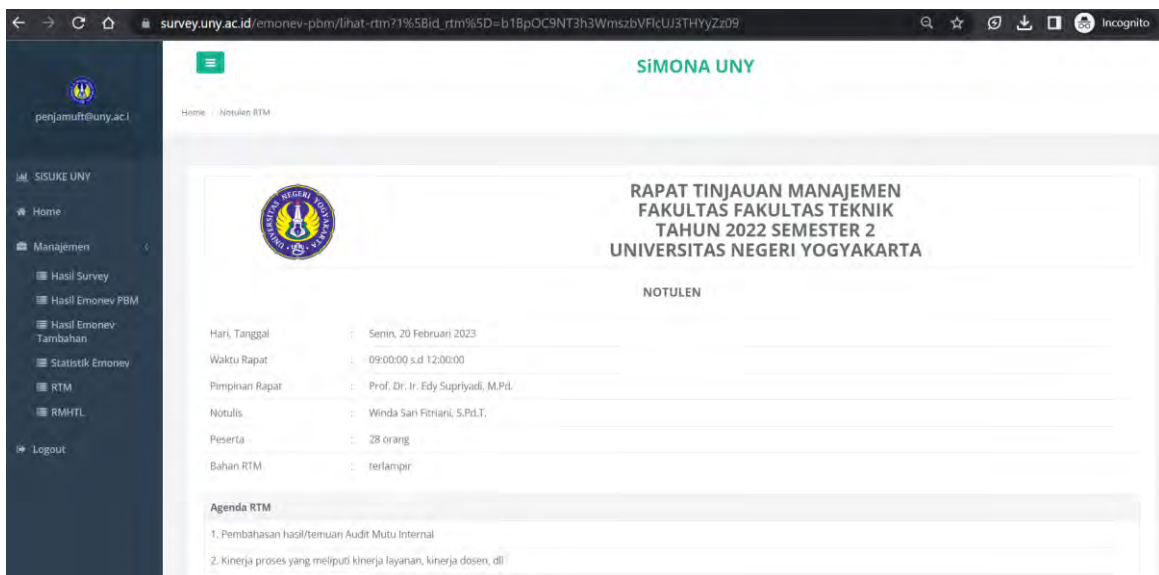 survey.uny.ac.id/emonev-pbm/lihat-rtm?1%5Bid_rtm%5D=b1BpOC9NT3h3WmszbVFlcUJ3THYyZz09
Incognito
penjamuft@uny.ac.i
SiSUKE UNY
Home
Manajemen
Hasil Survey
Hasil Emonev PBM
Hasil Emonev
Tambahan
Statistik Emonev
RTM
RMHTL
Logout
SiMONA UNY
Home / Notulen RTM
RAPAT TINJAUAN MANAJEMEN
FAKULTAS FAKULTAS TEKNIK
TAHUN 2022 SEMESTER 2
UNIVERSITAS NEGERI YOGYAKARTA
NOTULEN
Hari, Tanggal : Senin, 20 Februari 2023
Waktu Rapat : 09:00:00 s.d 12:00:00
Pimpinan Rapat : Prof. Dr. Ir. Edy Supriyadi, M.Pd.
Notulis : Winda Sari Fitriani, S.Pd.T.
Peserta : 28 orang
Bahan RTM : terlampir
Agenda RTM
1. Pembahasan hasil/temuan Audit Mutu Internal
2. Kinerja proses yang meliputi kinerja layanan, kinerja dosen, dll